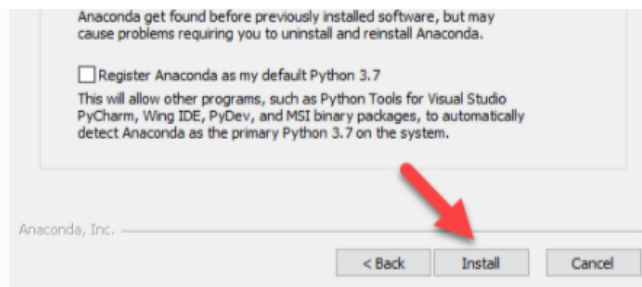 Anaconda get found before previously installed software, but may
cause problems requiring you to uninstall and reinstall Anaconda.
Register Anaconda as my default Python 3.7
This will allow other programs, such as Python Tools for Visual Studio
PyCharm, Wing IDE, PyDev, and MSI binary packages, to automatically
detect Anaconda as the primary Python 3.7 on the system.
Anaconda, Inc.
< Back Install Cancel